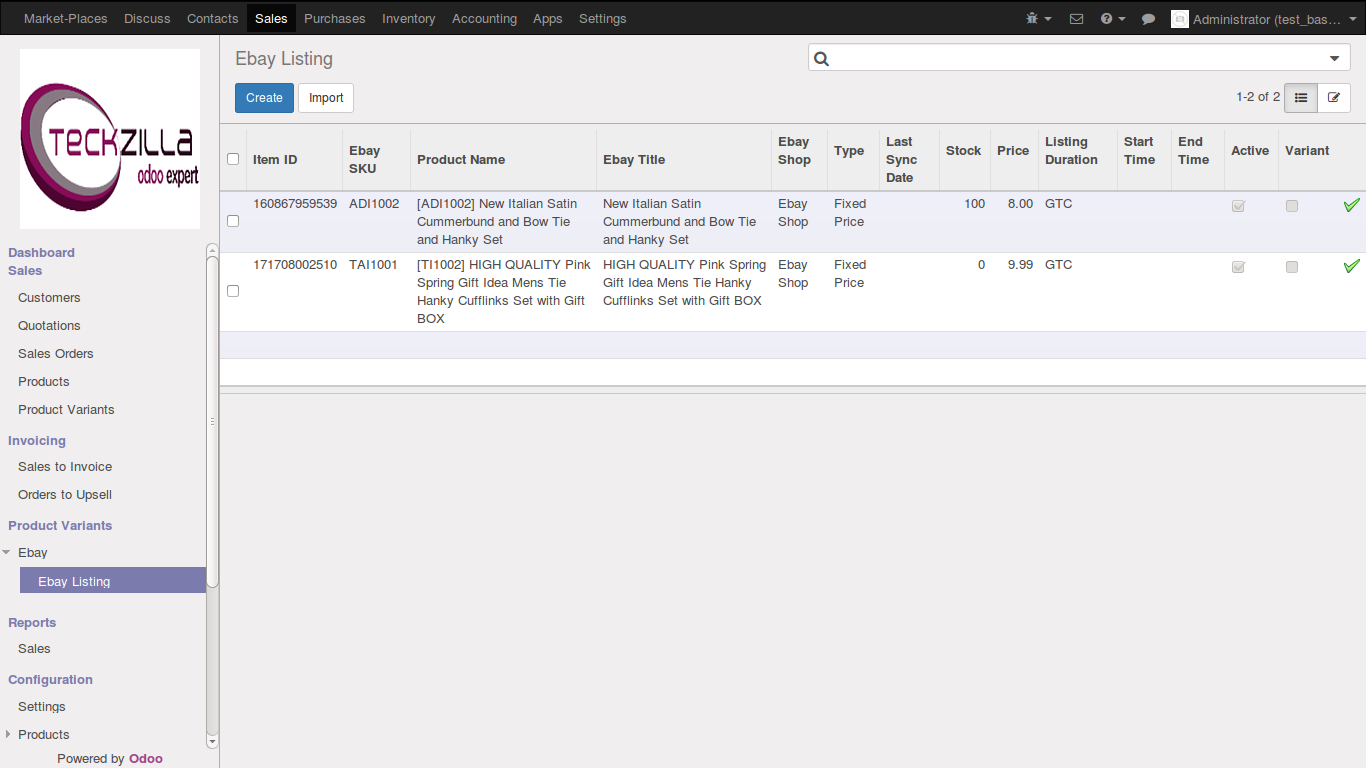 Market-Places Discuss Contacts Sales Purchases Inventory Accounting Apps Settings Administrator (test_bas…
TECKZILLA
odoo expert
Dashboard
Sales
Customers
Quotations
Sales Orders
Products
Product Variants
Invoicing
Sales to Invoice
Orders to Upsell
Product Variants
Ebay
Ebay Listing
Reports
Sales
Configuration
Settings
Products
Powered by Odoo
Ebay Listing
Create Import 1-2 of 2
Item ID Ebay SKU Product Name Ebay Title Ebay Shop Type Last Sync Date Stock Price Listing Duration Start Time End Time Active Variant
160867959539 ADI1002 [ADI1002] New Italian Satin New Italian Satin Ebay Fixed 100 8.00 GTC
Cummerbund and Bow Tie Cummerbund and Bow Tie Shop Price
and Hanky Set and Hanky Set
171708002510 TAI1001 [TI1002] HIGH QUALITY Pink HIGH QUALITY Pink Spring Ebay Fixed 0 9.99 GTC
Spring Gift Idea Mens Tie Gift Idea Mens Tie Hanky Shop Price
Hanky Cufflinks Set with Gift Cufflinks Set with Gift BOX
BOX